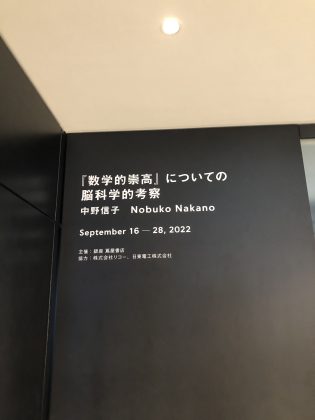 『数学的崇高』についての
脳科学的考察
中野信子 Nobuko Nakano
September 16 — 28, 2022
主催：銀座 蔦屋書店
協力：株式会社リコー、日東電工株式会社